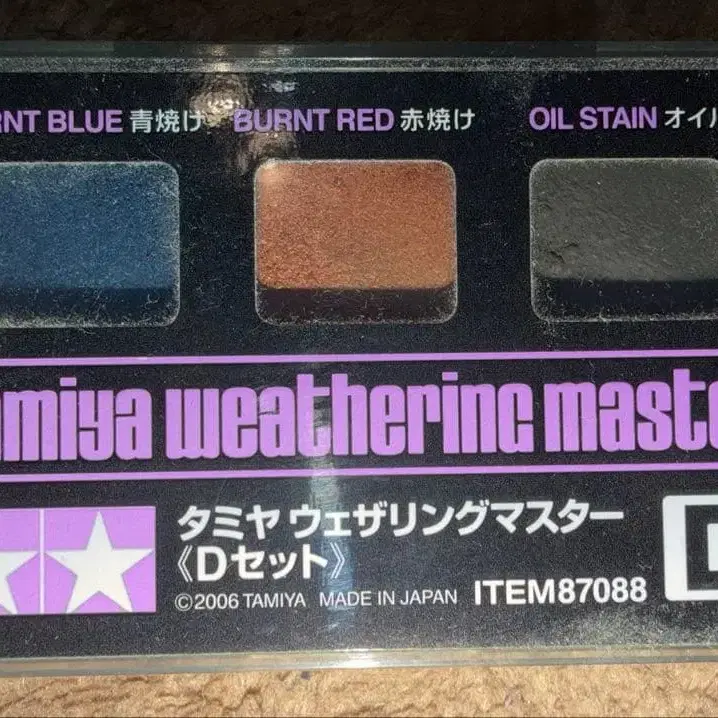 RNT BLUE 青焼け
BURNT RED 赤焼け
OIL STAIN オイル
amiya weathering maste
タミヤ ウェザリングマスター
《Dセット》
©2006 TAMIYA MADE IN JAPAN ITEM87088